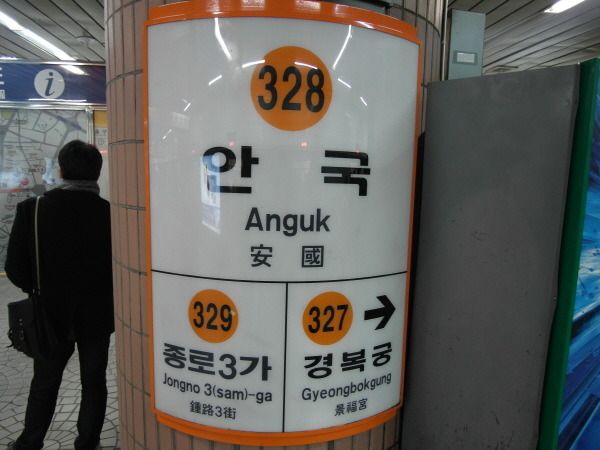 i
328
안국
Anguk
安國
329
종로3가
Jongno 3(sam)-ga
鍾路3街
327 →
경복궁
Gyeongbokgung
景福宮